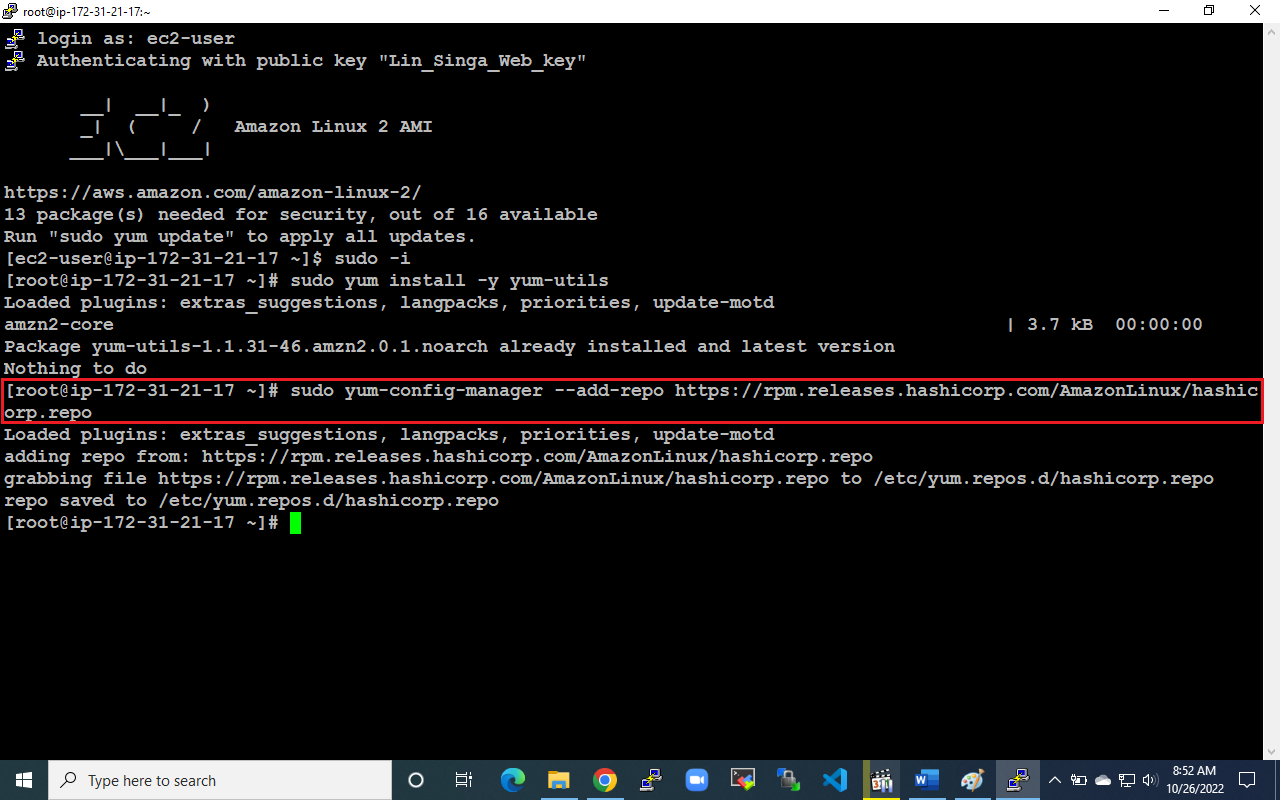 root@ip-172-31-21-17:~
login as: ec2-user
Authenticating with public key "Lin_Singa_Web_key"
       __|  __|_  )
       _|  (     /   Amazon Linux 2 AMI
      ___|\___|___|
https://aws.amazon.com/amazon-linux-2/
13 package(s) needed for security, out of 16 available
Run "sudo yum update" to apply all updates.
[ec2-user@ip-172-31-21-17 ~]$ sudo -i
[root@ip-172-31-21-17 ~]# sudo yum install -y yum-utils
Loaded plugins: extras_suggestions, langpacks, priorities, update-motd
amzn2-core | 3.7 kB 00:00:00
Package yum-utils-1.1.31-46.amzn2.0.1.noarch already installed and latest version
Nothing to do
[root@ip-172-31-21-17 ~]# sudo yum-config-manager --add-repo https://rpm.releases.hashicorp.com/AmazonLinux/hashic
orp.repo
Loaded plugins: extras_suggestions, langpacks, priorities, update-motd
adding repo from: https://rpm.releases.hashicorp.com/AmazonLinux/hashicorp.repo
grabbing file https://rpm.releases.hashicorp.com/AmazonLinux/hashicorp.repo to /etc/yum.repos.d/hashicorp.repo
repo saved to /etc/yum.repos.d/hashicorp.repo
[root@ip-172-31-21-17 ~]#
Type here to search
8:52 AM
10/26/2022